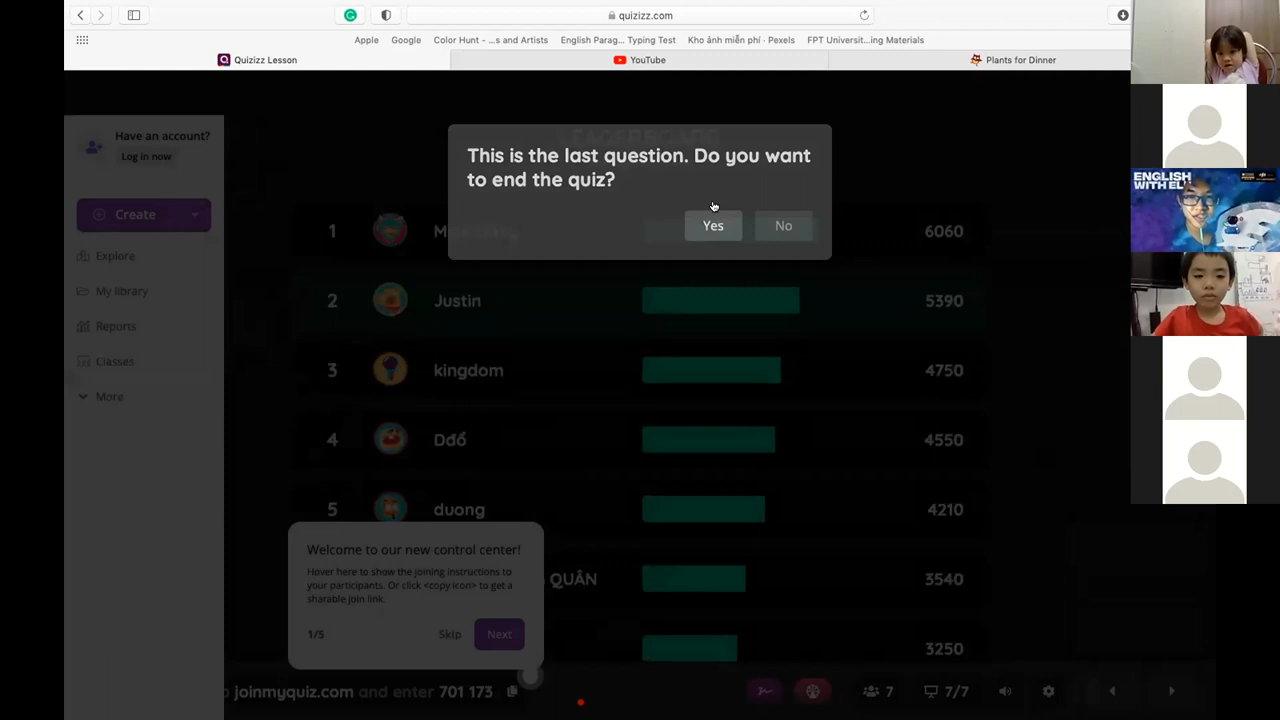 quizizz.com
Apple Google Color Hunt -...s and Artists English Parag... Typing Test Kho ảnh miễn phí · Pexels FPT Universit...ing Materials
Quizizz Lesson YouTube Plants for Dinner
Have an account?
Log in now
Create
Explore
My library
Reports
Classes
More
LEADERBOARD
This is the last question. Do you want
to end the quiz?
Yes No
1 6060
2 Justin 5390
3 kingdom 4750
4 Dđổ 4550
5 duong 4210
QUÂN 3540
3250
Welcome to our new control center!
Hover here to show the joining instructions to
your participants. Or click <copy icon> to get a
sharable join link.
1/5 Skip Next
joinmyquiz.com and enter 701 173
7 7/7
ENGLISH
WITH EL